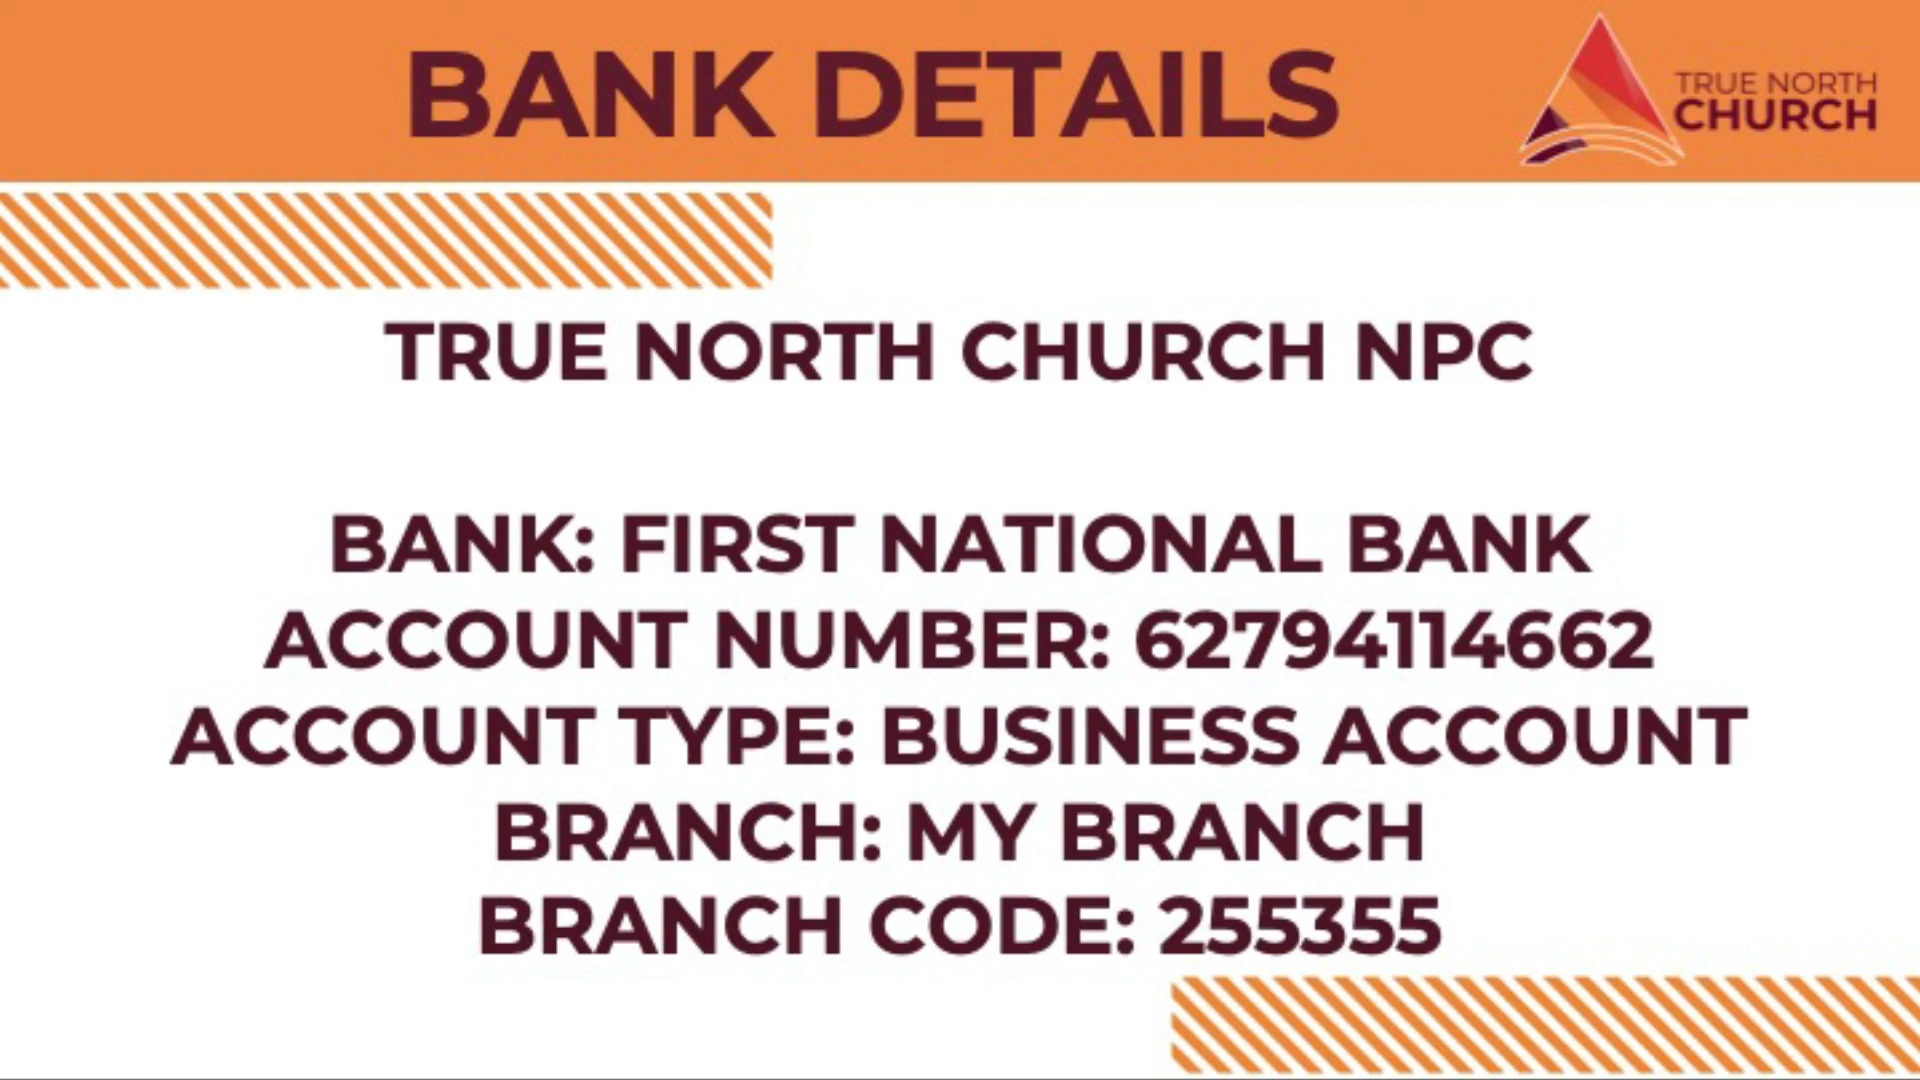 BANK DETAILS
TRUE NORTH
CHURCH
TRUE NORTH CHURCH NPC
BANK: FIRST NATIONAL BANK
ACCOUNT NUMBER: 62794114662
ACCOUNT TYPE: BUSINESS ACCOUNT
BRANCH: MY BRANCH
BRANCH CODE: 255355